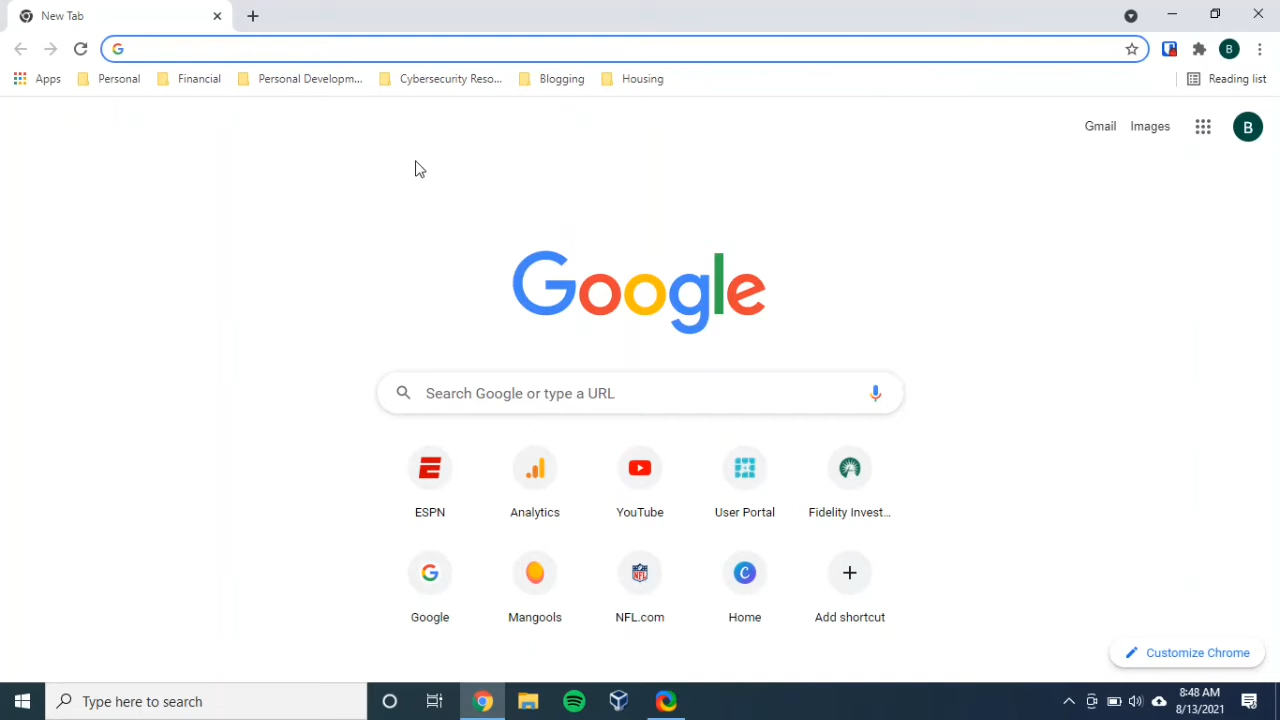 New Tab
Apps Personal Financial Personal Developm... Cybersecurity Reso... Blogging Housing Reading list
B
Gmail Images B
Google
Search Google or type a URL
ESPN Analytics YouTube User Portal Fidelity Invest...
Google Mangools NFL.com Home Add shortcut
Customize Chrome
Type here to search
8:48 AM
8/13/2021